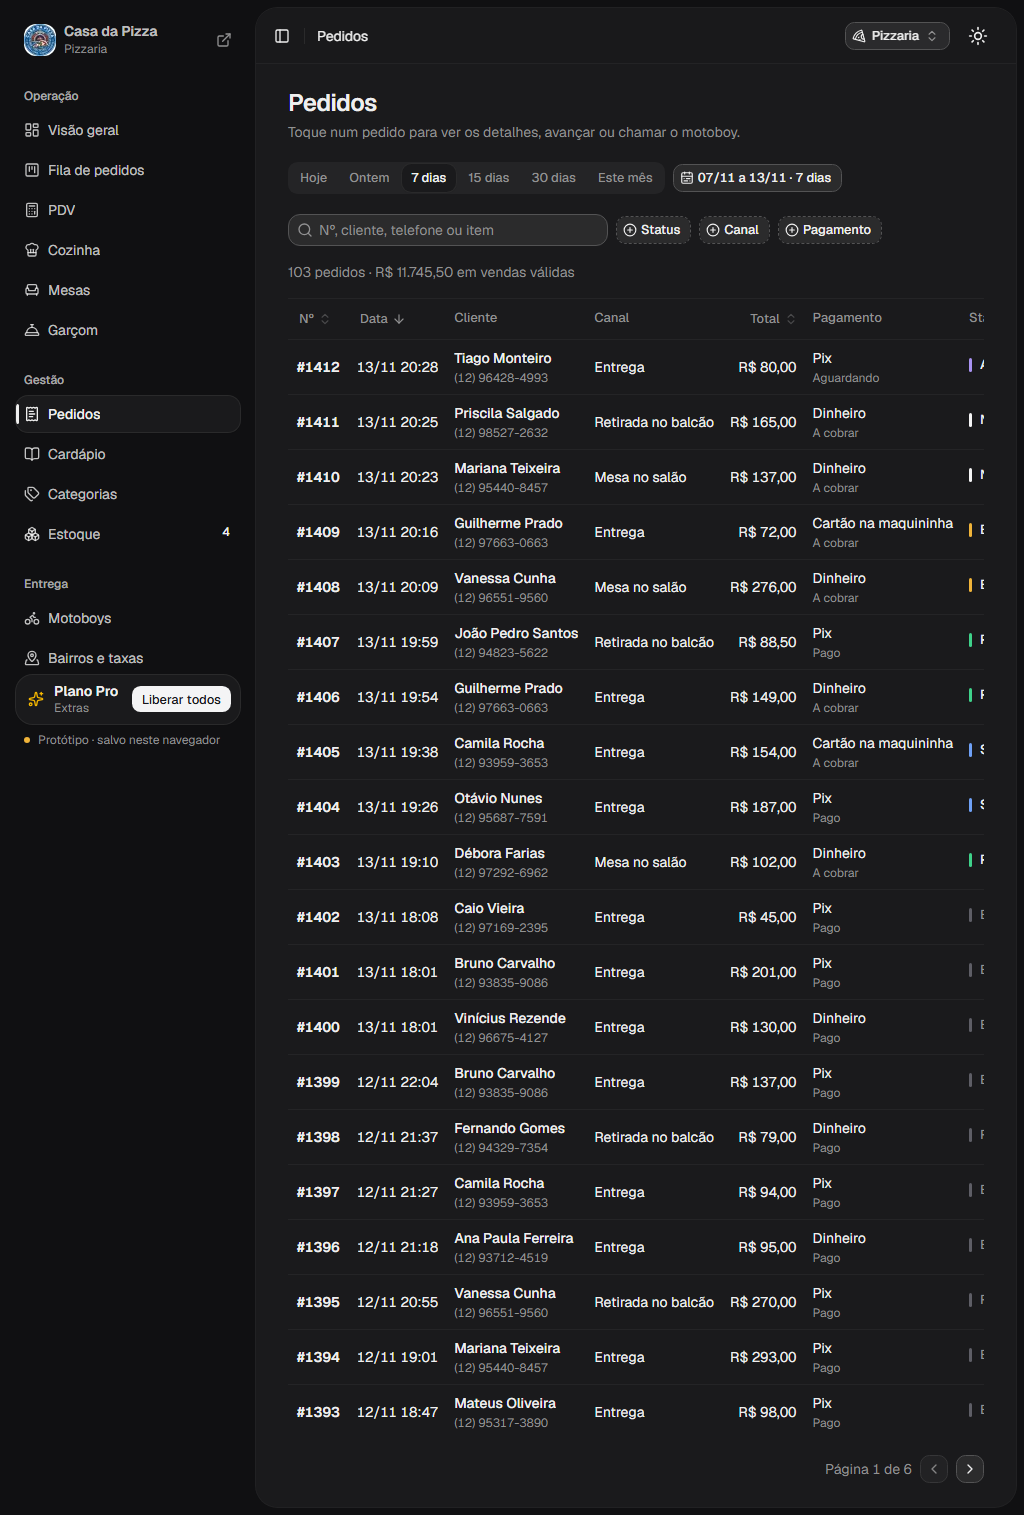 Casa da Pizza
Pizzaria
Operação
Visão geral
Fila de pedidos
PDV
Cozinha
Mesas
Garçom
Gestão
Pedidos
Cardápio
Categorias
Estoque 4
Entrega
Motoboys
Bairros e taxas
Plano Pro
Extras
Liberar todos
Protótipo · salvo neste navegador
Pedidos
Pizzaria
Pedidos
Toque num pedido para ver os detalhes, avançar ou chamar o motoboy.
Hoje Ontem 7 dias 15 dias 30 dias Este mês 07/11 a 13/11 · 7 dias
Nº, cliente, telefone ou item Status Canal Pagamento
103 pedidos · R$ 11.745,50 em vendas válidas
Nº Data Cliente Canal Total Pagamento
#1412 13/11 20:28 Tiago Monteiro Entrega R$ 80,00 Pix
(12) 96428-4993 Aguardando
#1411 13/11 20:25 Priscila Salgado Retirada no balcão R$ 165,00 Dinheiro
(12) 98527-2632 A cobrar
#1410 13/11 20:23 Mariana Teixeira Mesa no salão R$ 137,00 Dinheiro
(12) 95440-8457 A cobrar
#1409 13/11 20:16 Guilherme Prado Entrega R$ 72,00 Cartão na maquininha
(12) 97663-0663 A cobrar
#1408 13/11 20:09 Vanessa Cunha Mesa no salão R$ 276,00 Dinheiro
(12) 96551-9560 A cobrar
#1407 13/11 19:59 João Pedro Santos Retirada no balcão R$ 88,50 Pix
(12) 94823-5622 Pago
#1406 13/11 19:54 Guilherme Prado Entrega R$ 149,00 Dinheiro
(12) 97663-0663 A cobrar
#1405 13/11 19:38 Camila Rocha Entrega R$ 154,00 Cartão na maquininha
(12) 93959-3653 A cobrar
#1404 13/11 19:26 Otávio Nunes Entrega R$ 187,00 Pix
(12) 95687-7591 Pago
#1403 13/11 19:10 Débora Farias Mesa no salão R$ 102,00 Dinheiro
(12) 97292-6962 A cobrar
#1402 13/11 18:08 Caio Vieira Entrega R$ 45,00 Pix
(12) 97169-2395 Pago
#1401 13/11 18:01 Bruno Carvalho Entrega R$ 201,00 Pix
(12) 93835-9086 Pago
#1400 13/11 18:01 Vinícius Rezende Entrega R$ 130,00 Dinheiro
(12) 96675-4127 Pago
#1399 12/11 22:04 Bruno Carvalho Entrega R$ 137,00 Pix
(12) 93835-9086 Pago
#1398 12/11 21:37 Fernando Gomes Retirada no balcão R$ 79,00 Dinheiro
(12) 94329-7354 Pago
#1397 12/11 21:27 Camila Rocha Entrega R$ 94,00 Pix
(12) 93959-3653 Pago
#1396 12/11 21:18 Ana Paula Ferreira Entrega R$ 95,00 Dinheiro
(12) 93712-4519 Pago
#1395 12/11 20:55 Vanessa Cunha Retirada no balcão R$ 270,00 Pix
(12) 96551-9560 Pago
#1394 12/11 19:01 Mariana Teixeira Entrega R$ 293,00 Pix
(12) 95440-8457 Pago
#1393 12/11 18:47 Mateus Oliveira Entrega R$ 98,00 Pix
(12) 95317-3890 Pago
Página 1 de 6